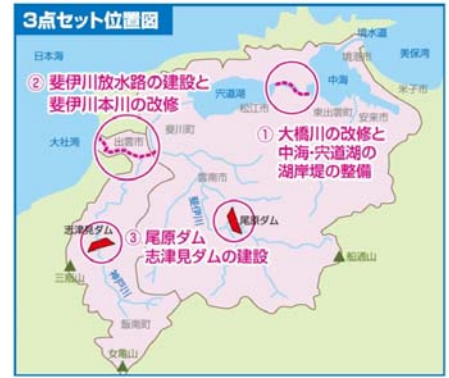 3点セット位置図
日本海
境水道
美保湾
境港市
中海
米子市
② 斐伊川放水路の建設と
斐伊川本川の改修
宍道湖
松江市
東出雲町
安来市
大社湾
斐川町
出雲市
① 大橋川の改修と
中海・宍道湖の
湖岸堤の整備
雲南市
斐伊川
尾原ダム
志津見ダム
③ 尾原ダム
志津見ダムの建設
船通山
三瓶山
神戸川
飯南町
女亀山